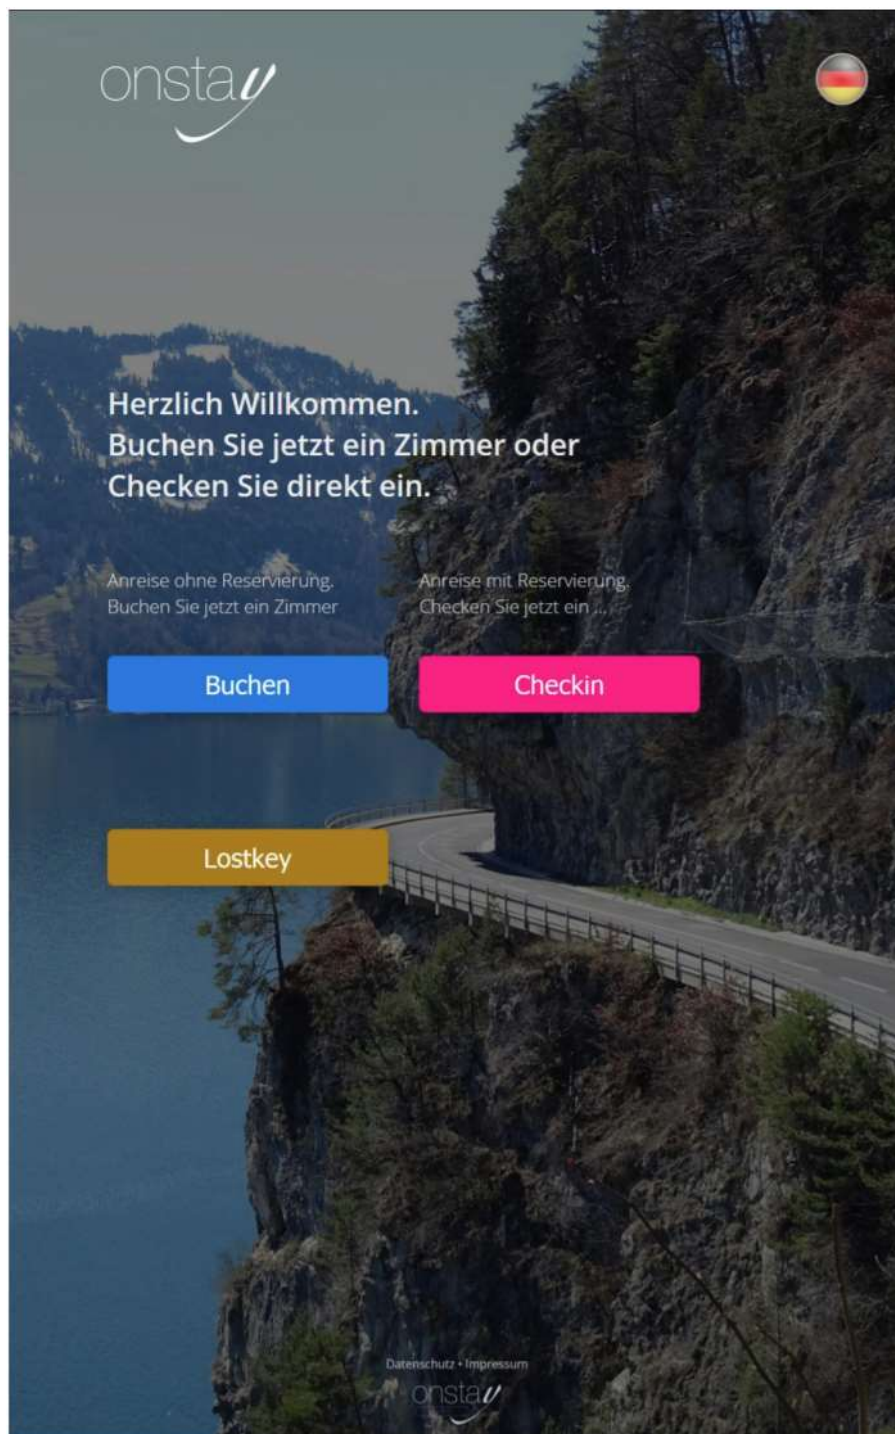 onstay
Herzlich Willkommen.
Buchen Sie jetzt ein Zimmer oder
Checken Sie direkt ein.
Anreise ohne Reservierung.
Buchen Sie jetzt ein Zimmer
Anreise mit Reservierung.
Checken Sie jetzt ein ...
Buchen
Checkin
Lostkey
Datenschutz • Impressum
onstay